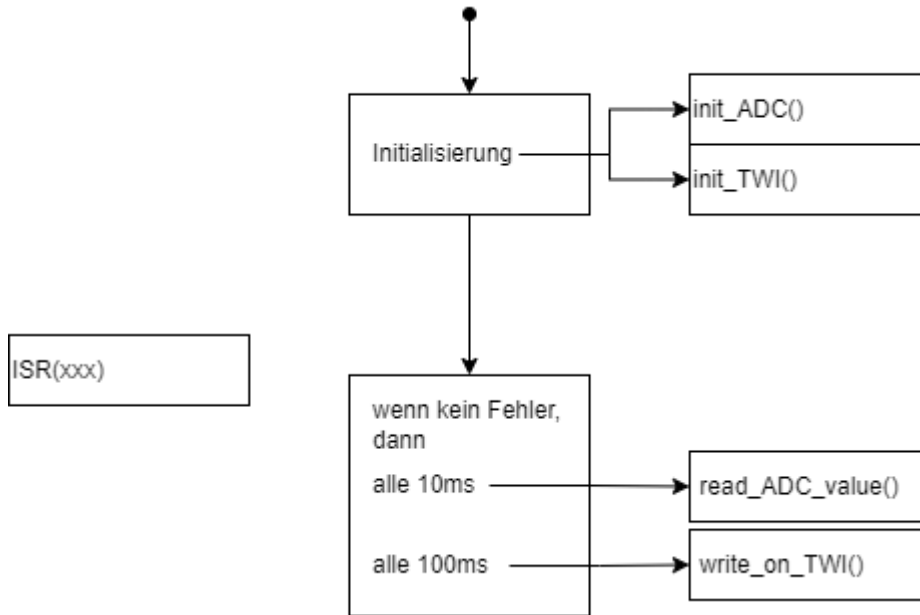 Initialisierung
init_ADC()
init_TWI()
ISR(xxx)
wenn kein Fehler,
dann
alle 10ms
read_ADC_value()
alle 100ms
write_on_TWI()